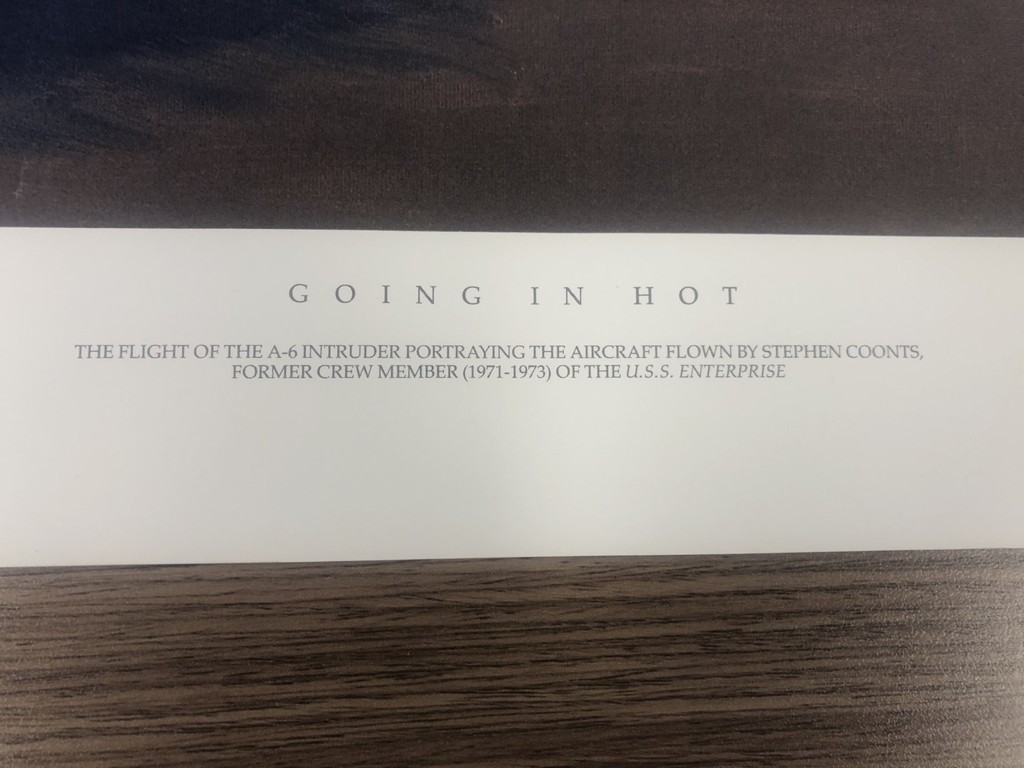 GOING IN HOT
THE FLIGHT OF THE A-6 INTRUDER PORTRAYING THE AIRCRAFT FLOWN BY STEPHEN COONTS,
FORMER CREW MEMBER (1971-1973) OF THE U.S.S. ENTERPRISE